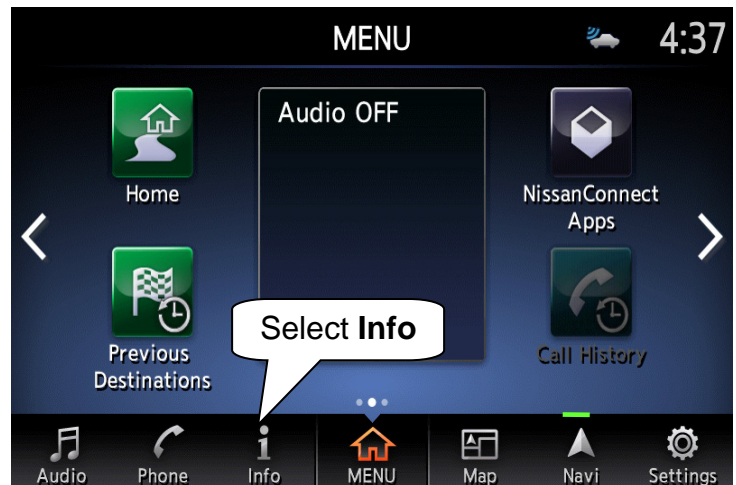 MENU
4:37
Audio OFF
Home
NissanConnect
Apps
Select Info
Previous
Destinations
Call History
Audio
Phone
Info
MENU
Map
Navi
Settings